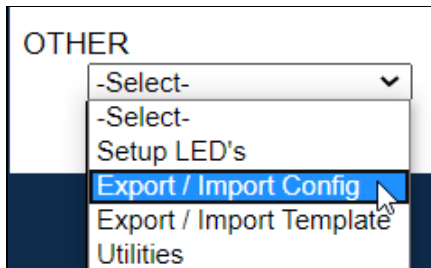 OTHER
-Select-
-Select-
Setup LED's
Export / Import Config
Export / Import Template
Utilities